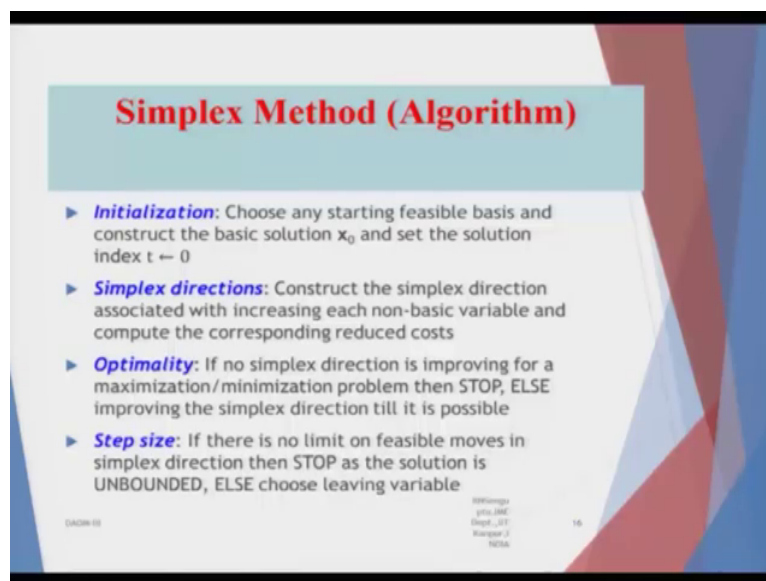 Simplex Method (Algorithm)
Initialization: Choose any starting feasible basis and
construct the basic solution x₀ and set the solution
index t ← 0
Simplex directions: Construct the simplex direction
associated with increasing each non-basic variable and
compute the corresponding reduced costs
Optimality: If no simplex direction is improving for a
maximization/minimization problem then STOP, ELSE
improving the simplex direction till it is possible
Step size: If there is no limit on feasible moves in
simplex direction then STOP as the solution is
UNBOUNDED, ELSE choose leaving variable
Dept.,
16